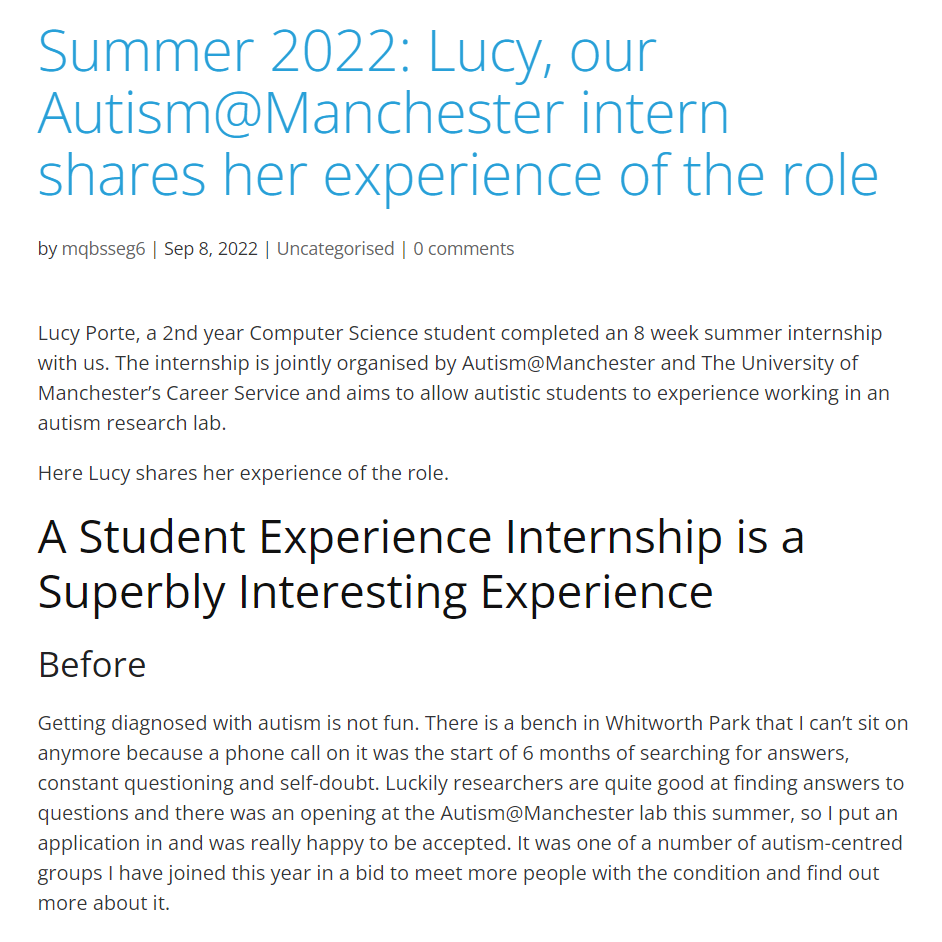 Summer 2022: Lucy, our
Autism@Manchester intern
shares her experience of the role
by mqbsseg6 | Sep 8, 2022 | Uncategorised | 0 comments
Lucy Porte, a 2nd year Computer Science student completed an 8 week summer internship
with us. The internship is jointly organised by Autism@Manchester and The University of
Manchester’s Career Service and aims to allow autistic students to experience working in an
autism research lab.
Here Lucy shares her experience of the role.
A Student Experience Internship is a
Superbly Interesting Experience
Before
Getting diagnosed with autism is not fun. There is a bench in Whitworth Park that I can’t sit on
anymore because a phone call on it was the start of 6 months of searching for answers,
constant questioning and self-doubt. Luckily researchers are quite good at finding answers to
questions and there was an opening at the Autism@Manchester lab this summer, so I put an
application in and was really happy to be accepted. It was one of a number of autism-centred
groups I have joined this year in a bid to meet more people with the condition and find out
more about it.